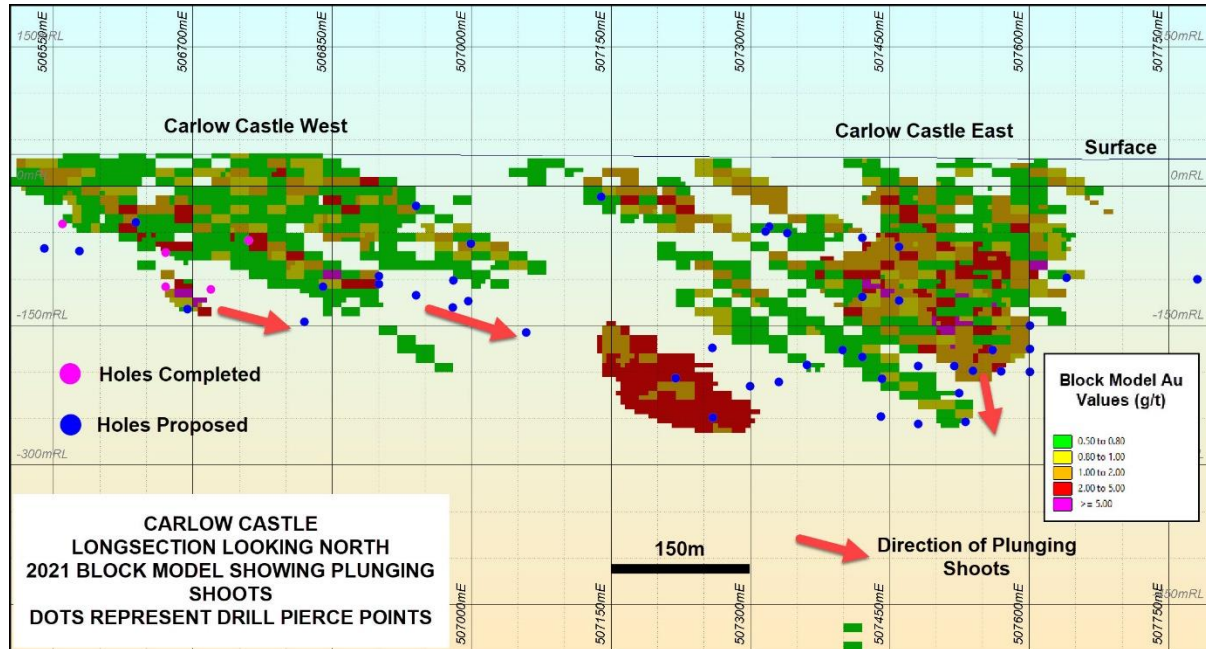 506550mE
506700mE
506850mE
507000mE
507150mE
507300mE
507450mE
507600mE
507750mE
150mRL
Carlow Castle West
Carlow Castle East
Surface
0mRL
0mRL
-150mRL
-150mRL
Holes Completed
Holes Proposed
Block Model Au
Values (g/t)
0.50 to 0.80
0.80 to 1.00
1.00 to 2.00
2.00 to 5.00
>= 5.00
-300mRL
-300mRL
CARLOW CASTLE
LONGSECTION LOOKING NORTH
2021 BLOCK MODEL SHOWING PLUNGING
SHOOTS
DOTS REPRESENT DRILL PIERCE POINTS
150m
Direction of Plunging
Shoots
507000mE
507150mE
507300mE
507450mE
507600mE
507750mE